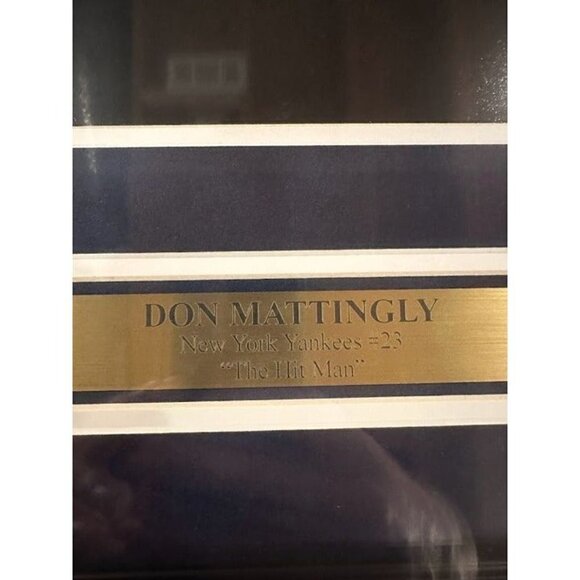 DON MATTINGLY
New York Yankees #23
"The Hit Man"